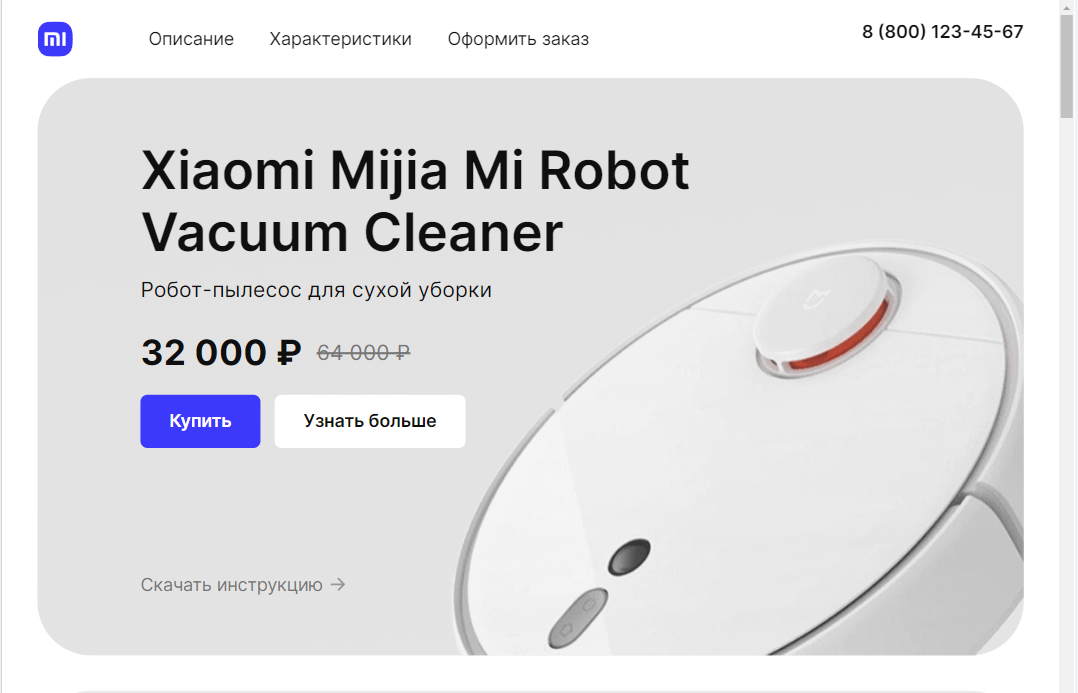 mi
Описание Характеристики Оформить заказ
8 (800) 123-45-67
Xiaomi Mijia Mi Robot
Vacuum Cleaner
Робот-пылесос для сухой уборки
32 000 ₽ 64 000 ₽
Купить Узнать больше
Скачать инструкцию →